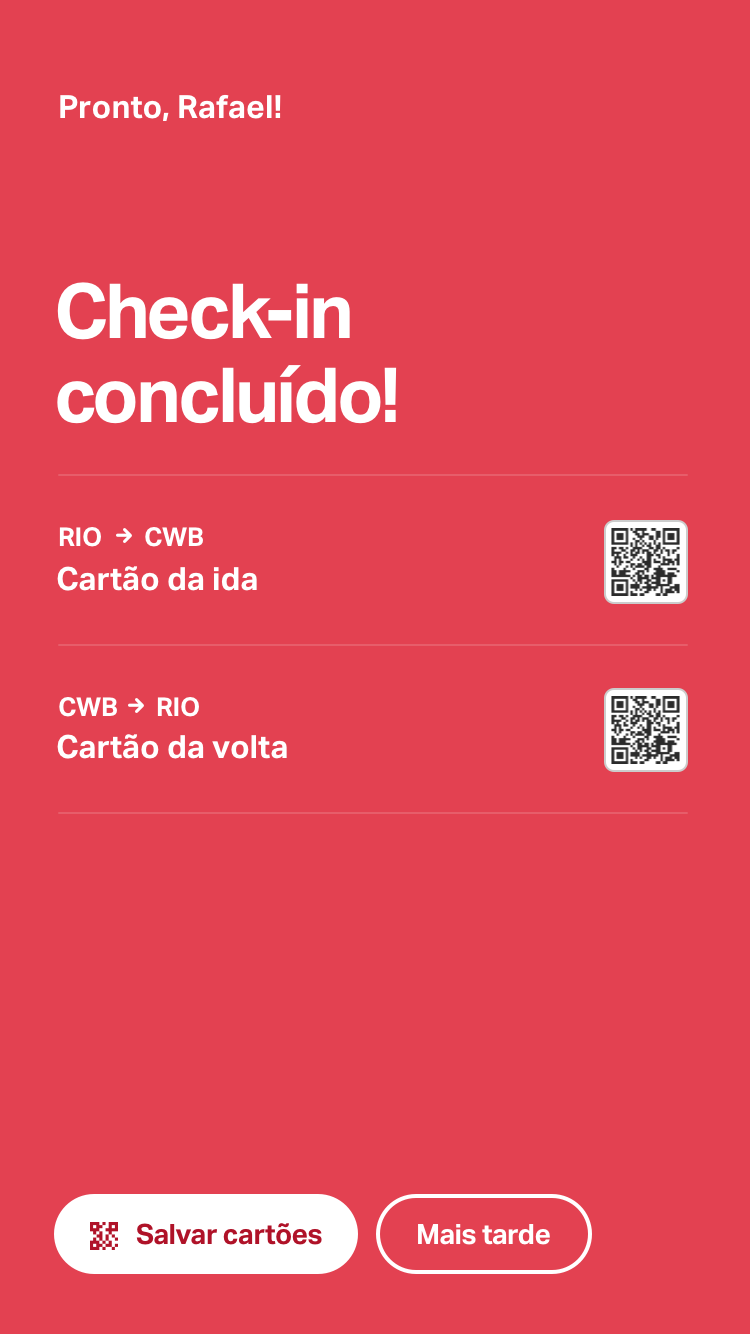 Pronto, Rafael!
Check-in
concluído!
RIO → CWB
Cartão da ida
CWB → RIO
Cartão da volta
Salvar cartões
Mais tarde